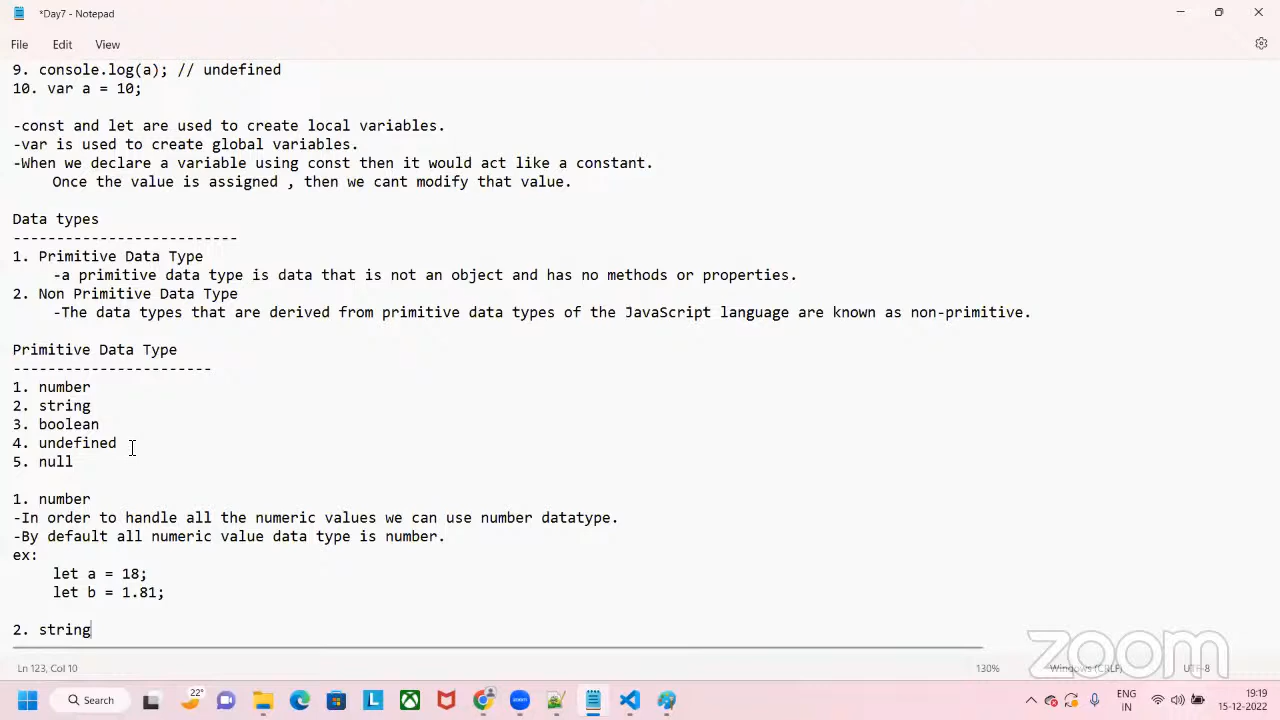 *Day7 - Notepad
File Edit View
9. console.log(a); // undefined
10. var a = 10;
-const and let are used to create local variables.
-var is used to create global variables.
-When we declare a variable using const then it would act like a constant.
Once the value is assigned , then we cant modify that value.
Data types
--------------------------
1. Primitive Data Type
-a primitive data type is data that is not an object and has no methods or properties.
2. Non Primitive Data Type
-The data types that are derived from primitive data types of the JavaScript language are known as non-primitive.
Primitive Data Type
-----------------------
1. number
2. string
3. boolean
4. undefined
5. null
1. number
-In order to handle all the numeric values we can use number datatype.
-By default all numeric value data type is number.
ex:
let a = 18;
let b = 1.81;
2. string
zoom
Ln 123, Col 10 130% Windows (CRLF) UTF-8
22° Search ENG 19:19
IN 15-12-2022